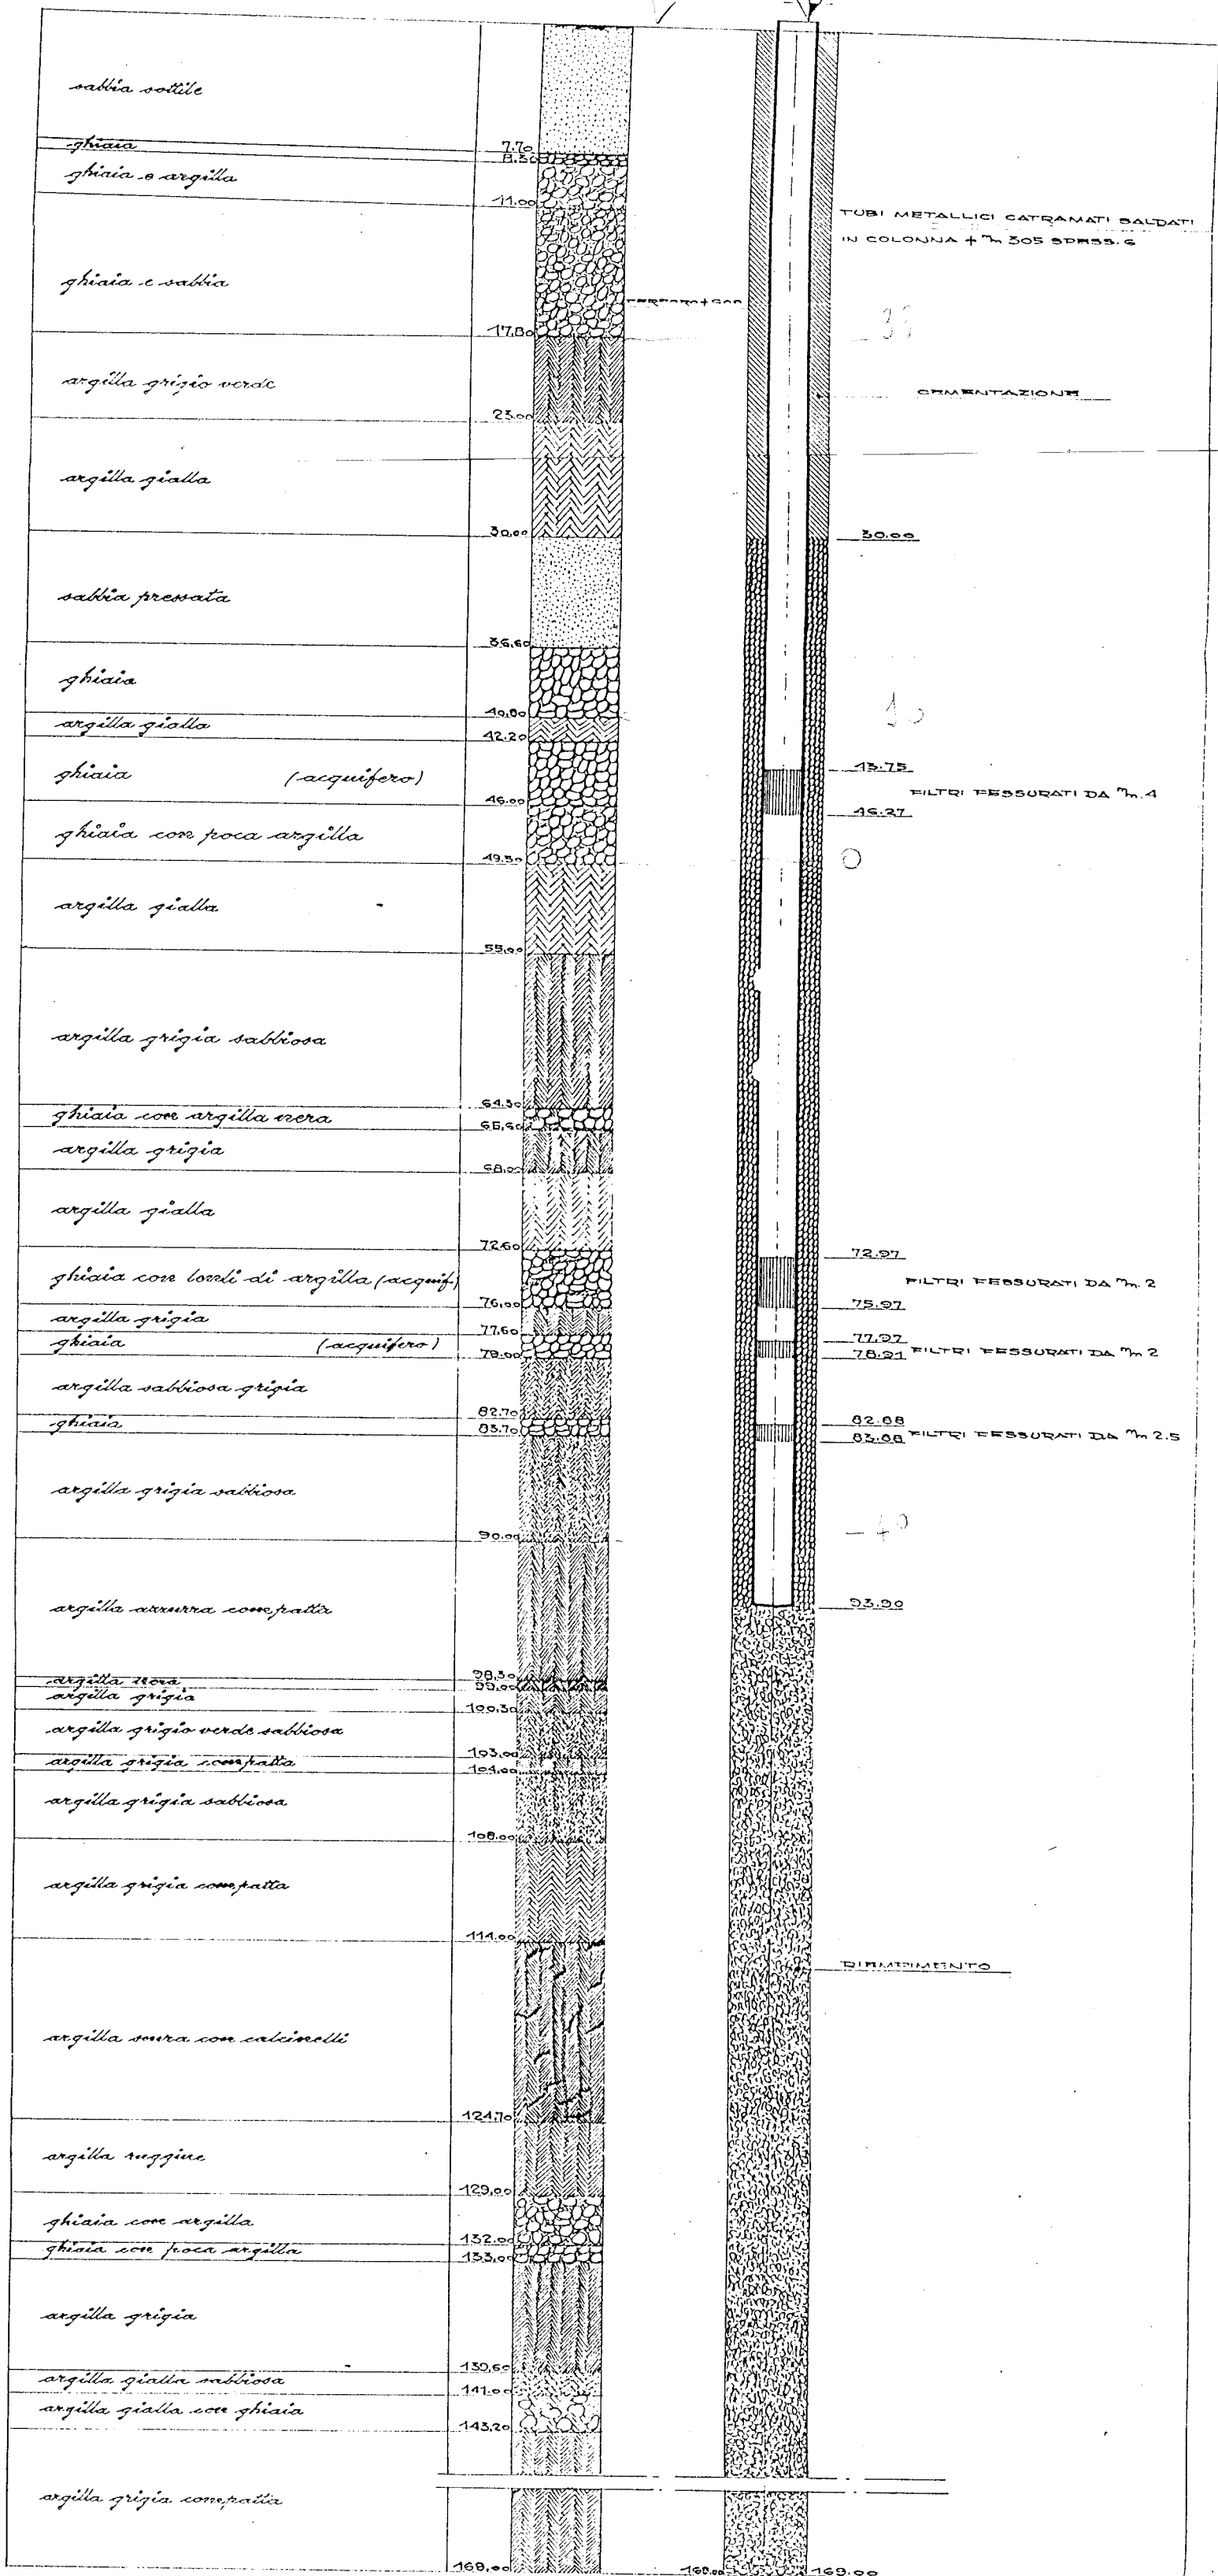 sabbia sottile
ghiaia
7.70
8.30
ghiaia e argilla
11.00
ghiaia e sabbia
17.80
argilla grigio verde
23.00
argilla gialla
30.00
sabbia pressata
36.60
ghiaia
40.80
argilla gialla
42.20
ghiaia (acquifero)
46.00
ghiaia con poca argilla
49.50
argilla gialla
55.00
argilla grigia sabbiosa
64.30
ghiaia con argilla nera
65.60
argilla grigia
68.00
argilla gialla
72.60
ghiaia con lenti di argilla (acquif.)
76.00
argilla grigia
77.60
ghiaia (acquifero)
79.00
argilla sabbiosa grigia
82.70
ghiaia
83.70
argilla grigia sabbiosa
90.00
argilla azzurra compatta
98.30
argilla nera
99.00
argilla grigia
100.30
argilla grigio verde sabbiosa
103.00
argilla grigia compatta
104.00
argilla grigia sabbiosa
108.00
argilla grigia compatta
114.00
argilla scura con calcinelli
124.70
argilla ruggine
129.00
ghiaia con argilla
132.00
ghiaia con poca argilla
133.00
argilla grigia
139.60
argilla gialla sabbiosa
141.00
argilla gialla con ghiaia
143.20
argilla grigia compatta
169.00
TUBI METALLICI CATRAMATI SALDATI
IN COLONNA + m/m 305 SPESS. 6
CEMENTAZIONE
30.00
43.75
FILTRI FESSURATI DA m/m. 4
46.27
72.97
FILTRI FESSURATI DA m/m. 2
75.97
77.97
78.91 FILTRI FESSURATI DA m/m 2
82.88
83.88 FILTRI FESSURATI DA m/m 2.5
93.90
RIEMPIMENTO
169.00 169.00